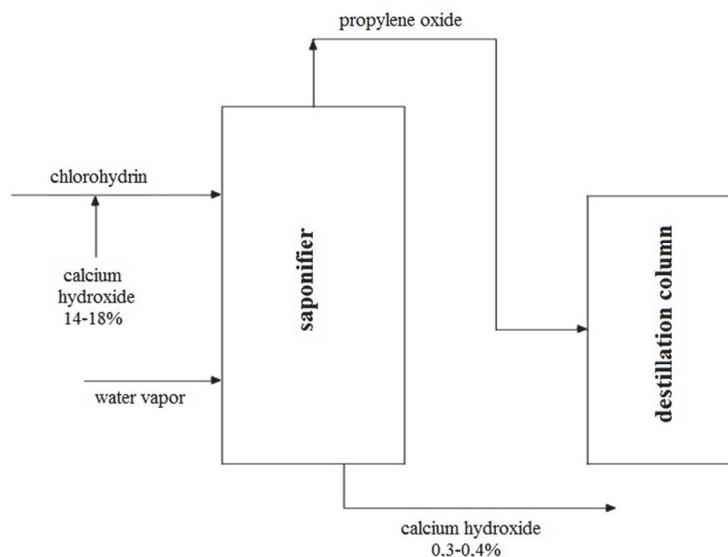 propylene oxide
chlorohydrin
calcium
hydroxide
14-18%
water vapor
saponifier
destillation column
calcium hydroxide
0,3-0,4%